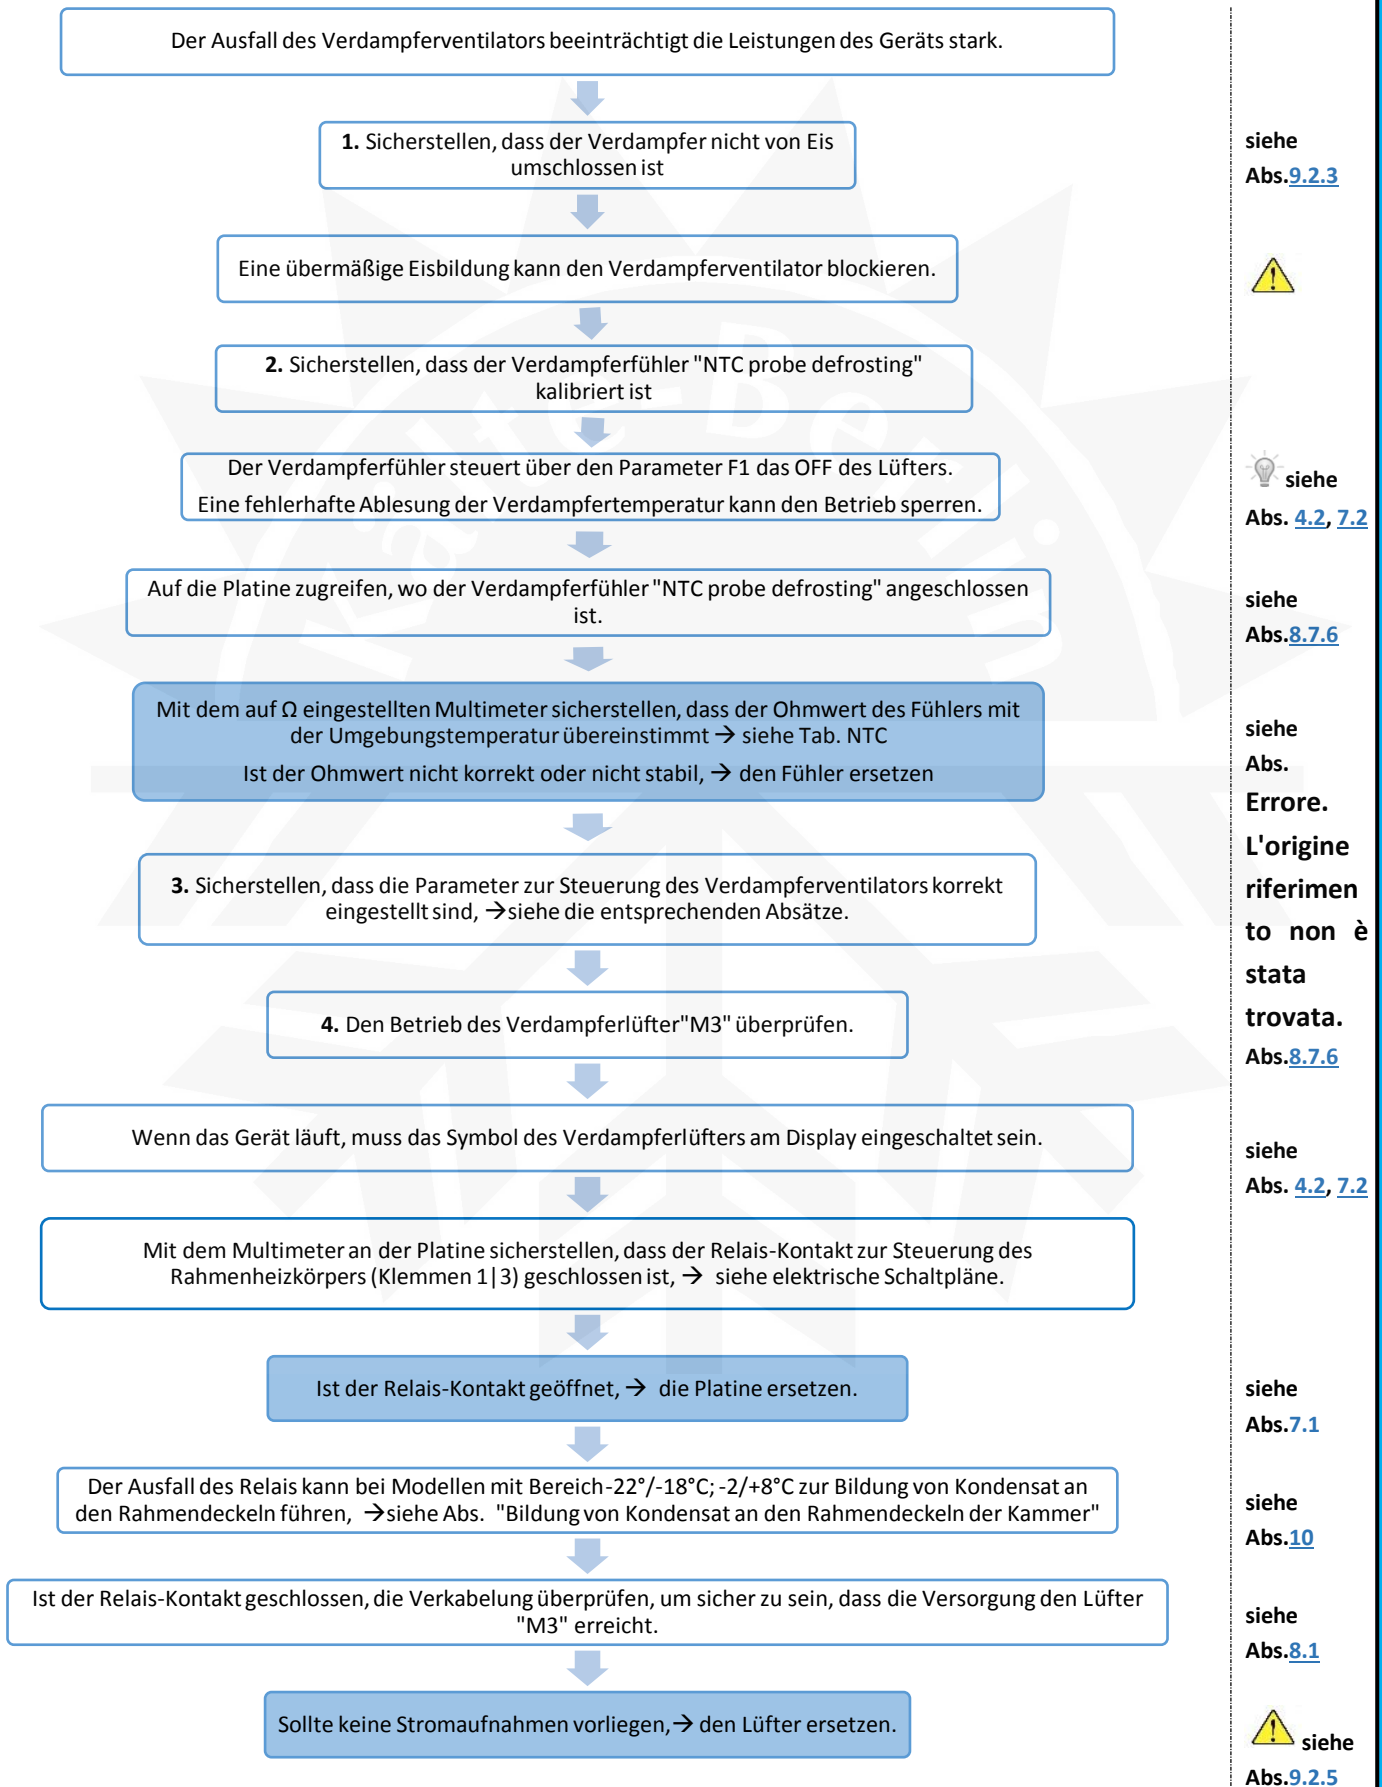 Der Ausfall des Verdampferventilators beeinträchtigt die Leistungen des Geräts stark.
1. Sicherstellen, dass der Verdampfer nicht von Eis
umschlossen ist
siehe
Abs.9.2.3
Eine übermäßige Eisbildung kann den Verdampferventilator blockieren.
2. Sicherstellen, dass der Verdampferfühler "NTC probe defrosting"
kalibriert ist
Der Verdampferfühler steuert über den Parameter F1 das OFF des Lüfters.
Eine fehlerhafte Ablesung der Verdampfertemperatur kann den Betrieb sperren.
siehe
Abs. 4.2, 7.2
Auf die Platine zugreifen, wo der Verdampferfühler "NTC probe defrosting" angeschlossen
ist.
siehe
Abs.8.7.6
Mit dem auf Ω eingestellten Multimeter sicherstellen, dass der Ohmwert des Fühlers mit
der Umgebungstemperatur übereinstimmt → siehe Tab. NTC
Ist der Ohmwert nicht korrekt oder nicht stabil, → den Fühler ersetzen
siehe
Abs.
Errore.
L'origine
riferimen
to non è
stata
trovata.
Abs.8.7.6
3. Sicherstellen, dass die Parameter zur Steuerung des Verdampferventilators korrekt
eingestellt sind, →siehe die entsprechenden Absätze.
4. Den Betrieb des Verdampferlüfter"M3" überprüfen.
Wenn das Gerät läuft, muss das Symbol des Verdampferlüfters am Display eingeschaltet sein.
siehe
Abs. 4.2, 7.2
Mit dem Multimeter an der Platine sicherstellen, dass der Relais-Kontakt zur Steuerung des
Rahmenheizkörpers (Klemmen 1|3) geschlossen ist, → siehe elektrische Schaltpläne.
Ist der Relais-Kontakt geöffnet, → die Platine ersetzen.
siehe
Abs.7.1
Der Ausfall des Relais kann bei Modellen mit Bereich -22°/-18°C; -2/+8°C zur Bildung von Kondensat an
den Rahmendeckeln führen, →siehe Abs. "Bildung von Kondensat an den Rahmendeckeln der Kammer"
siehe
Abs.10
Ist der Relais-Kontakt geschlossen, die Verkabelung überprüfen, um sicher zu sein, dass die Versorgung den Lüfter
"M3" erreicht.
siehe
Abs.8.1
Sollte keine Stromaufnahmen vorliegen,→ den Lüfter ersetzen.
siehe
Abs.9.2.5
Kälte-Berlin